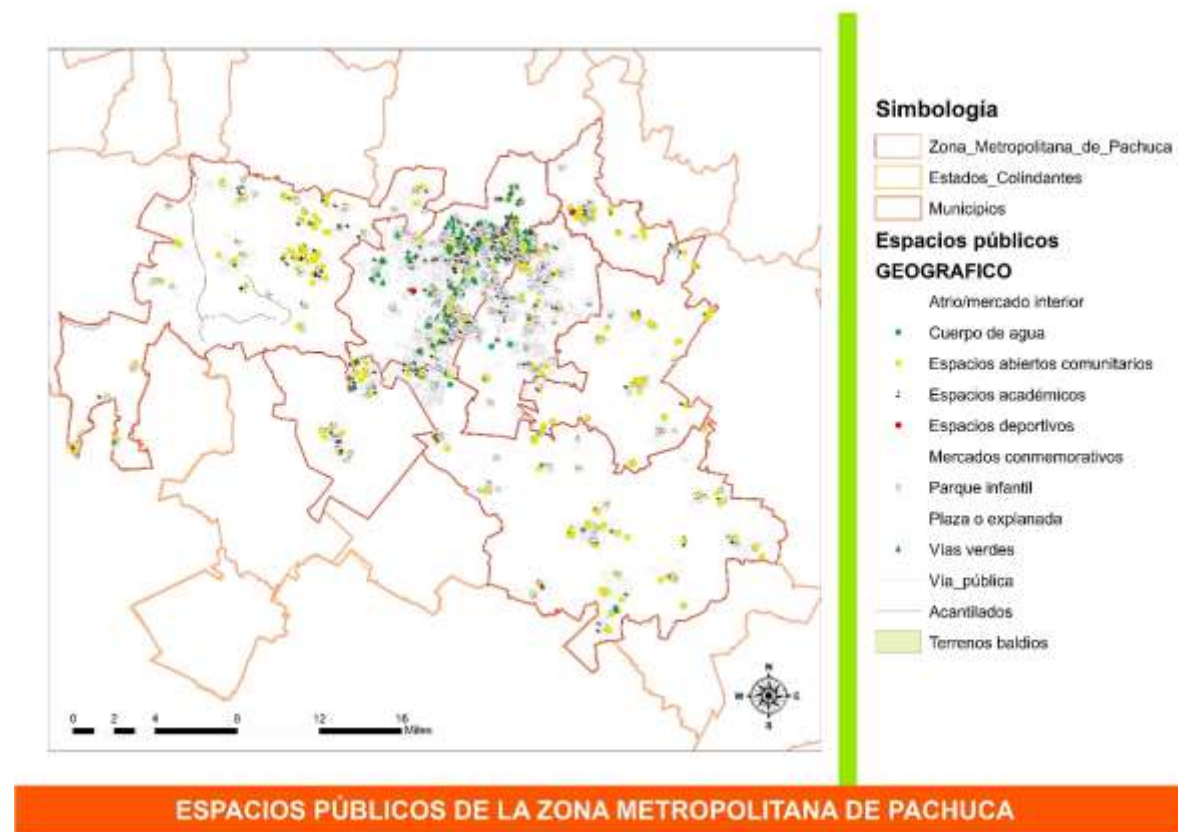 Simbología
Zona_Metropolitana_de_Pachuca
Estados_Colindantes
Municipios
Espacios públicos
GEOGRAFICO
Atrio/mercado interior
Cuerpo de agua
Espacios abiertos comunitarios
Espacios académicos
Espacios deportivos
Mercados conmemorativos
Parque infantil
Plaza o explanada
Vías verdes
Vía_pública
Acantilados
Terrenos baldios
N
W E
S
0 2 4 8 12 16
Miles
ESPACIOS PÚBLICOS DE LA ZONA METROPOLITANA DE PACHUCA